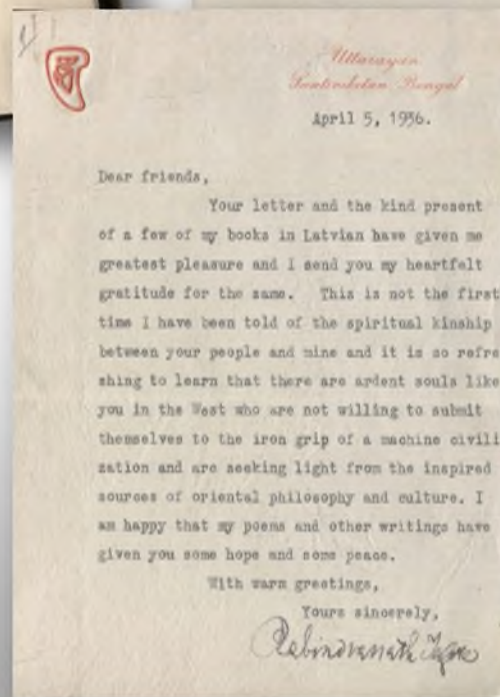 Uttarayan
Santiniketan Bengal
April 5, 1936.
Dear friends,
Your letter and the kind present
of a few of my books in Latvian have given me
greatest pleasure and I send you my heartfelt
gratitude for the same. This is not the first
time I have been told of the spiritual kinship
between your people and mine and it is so refre
shing to learn that there are ardent souls like
you in the West who are not willing to submit
themselves to the iron grip of a machine civili
zation and are seeking light from the inspired
sources of oriental philosophy and culture. I
am happy that my poems and other writings have
given you some hope and some peace.
With warm greetings,
Yours sincerely,
Rabindranath Tagore